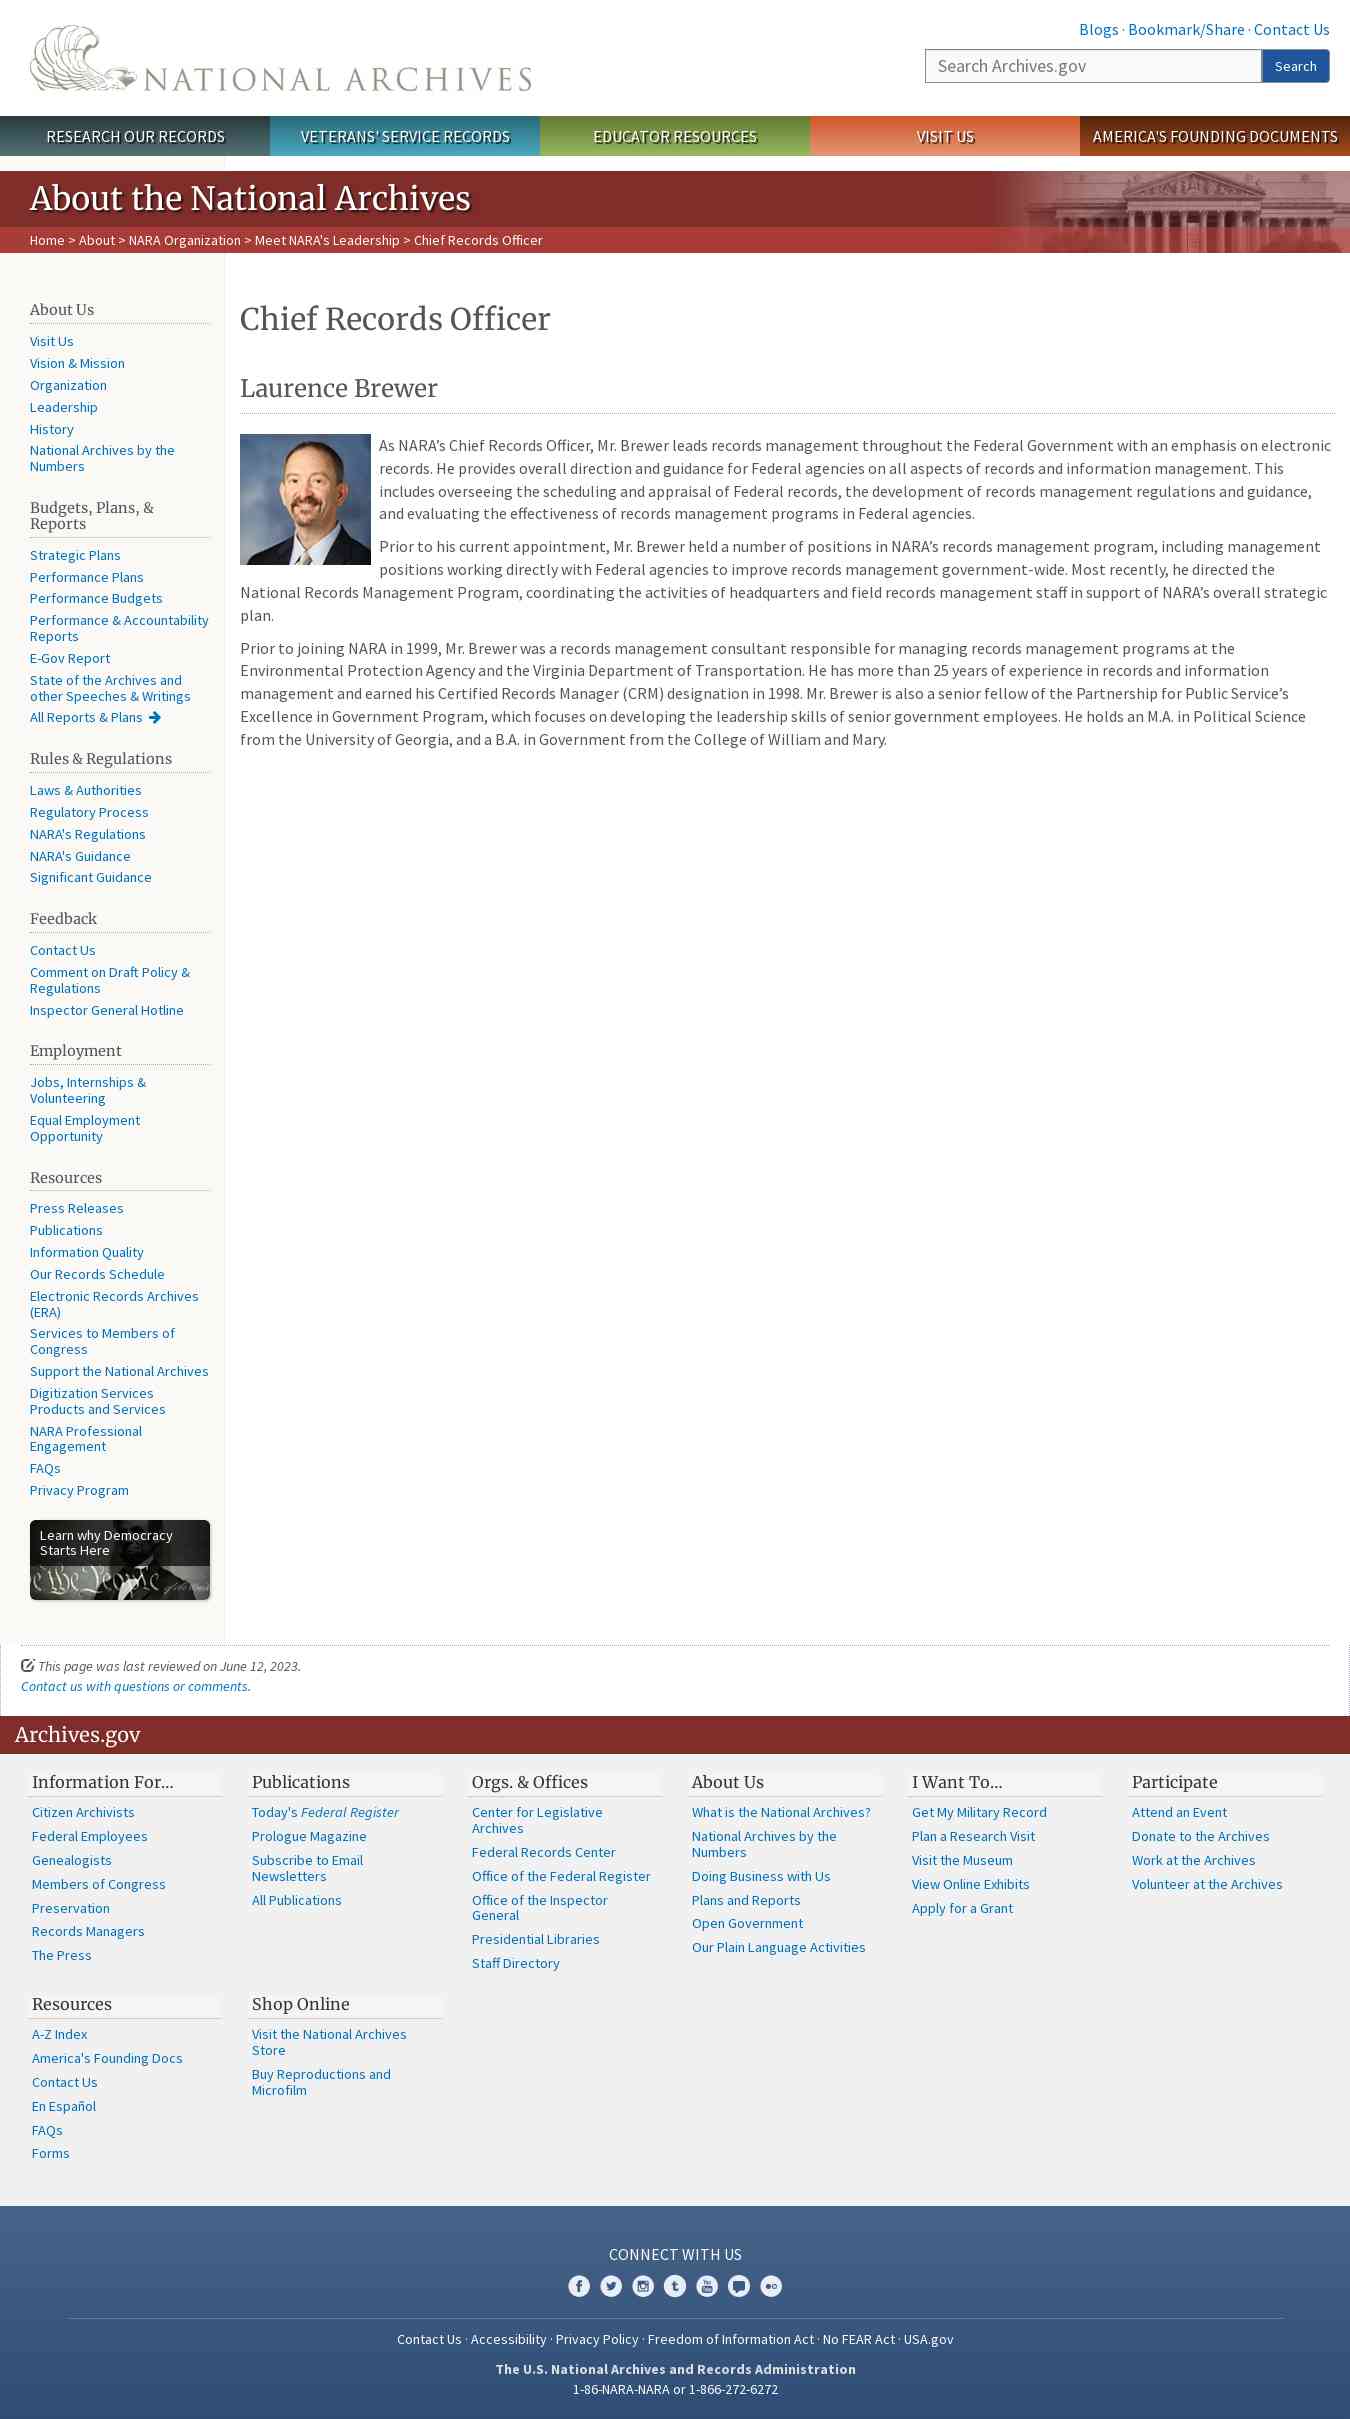 Blogs · Bookmark/Share · Contact Us
NATIONAL ARCHIVES
Search Archives.gov
Search
RESEARCH OUR RECORDS
VETERANS' SERVICE RECORDS
EDUCATOR RESOURCES
VISIT US
AMERICA'S FOUNDING DOCUMENTS
About the National Archives
Home > About > NARA Organization > Meet NARA's Leadership > Chief Records Officer
About Us
Visit Us
Vision & Mission
Organization
Leadership
History
National Archives by the
Numbers
Budgets, Plans, &
Reports
Strategic Plans
Performance Plans
Performance Budgets
Performance & Accountability
Reports
E-Gov Report
State of the Archives and
other Speeches & Writings
All Reports & Plans
Rules & Regulations
Laws & Authorities
Regulatory Process
NARA's Regulations
NARA's Guidance
Significant Guidance
Feedback
Contact Us
Comment on Draft Policy &
Regulations
Inspector General Hotline
Employment
Jobs, Internships &
Volunteering
Equal Employment
Opportunity
Resources
Press Releases
Publications
Information Quality
Our Records Schedule
Electronic Records Archives
(ERA)
Services to Members of
Congress
Support the National Archives
Digitization Services
Products and Services
NARA Professional
Engagement
FAQs
Privacy Program
Learn why Democracy
Starts Here
We the People
Chief Records Officer
Laurence Brewer
As NARA’s Chief Records Officer, Mr. Brewer leads records management throughout the Federal Government with an emphasis on electronic
records. He provides overall direction and guidance for Federal agencies on all aspects of records and information management. This
includes overseeing the scheduling and appraisal of Federal records, the development of records management regulations and guidance,
and evaluating the effectiveness of records management programs in Federal agencies.
Prior to his current appointment, Mr. Brewer held a number of positions in NARA’s records management program, including management
positions working directly with Federal agencies to improve records management government-wide. Most recently, he directed the
National Records Management Program, coordinating the activities of headquarters and field records management staff in support of NARA’s overall strategic
plan.
Prior to joining NARA in 1999, Mr. Brewer was a records management consultant responsible for managing records management programs at the
Environmental Protection Agency and the Virginia Department of Transportation. He has more than 25 years of experience in records and information
management and earned his Certified Records Manager (CRM) designation in 1998. Mr. Brewer is also a senior fellow of the Partnership for Public Service’s
Excellence in Government Program, which focuses on developing the leadership skills of senior government employees. He holds an M.A. in Political Science
from the University of Georgia, and a B.A. in Government from the College of William and Mary.
This page was last reviewed on June 12, 2023.
Contact us with questions or comments.
Archives.gov
Information For…
Citizen Archivists
Federal Employees
Genealogists
Members of Congress
Preservation
Records Managers
The Press
Publications
Today's Federal Register
Prologue Magazine
Subscribe to Email
Newsletters
All Publications
Orgs. & Offices
Center for Legislative
Archives
Federal Records Center
Office of the Federal Register
Office of the Inspector
General
Presidential Libraries
Staff Directory
About Us
What is the National Archives?
National Archives by the
Numbers
Doing Business with Us
Plans and Reports
Open Government
Our Plain Language Activities
I Want To…
Get My Military Record
Plan a Research Visit
Visit the Museum
View Online Exhibits
Apply for a Grant
Participate
Attend an Event
Donate to the Archives
Work at the Archives
Volunteer at the Archives
Resources
A-Z Index
America's Founding Docs
Contact Us
En Español
FAQs
Forms
Shop Online
Visit the National Archives
Store
Buy Reproductions and
Microfilm
CONNECT WITH US
Contact Us · Accessibility · Privacy Policy · Freedom of Information Act · No FEAR Act · USA.gov
The U.S. National Archives and Records Administration
1-86-NARA-NARA or 1-866-272-6272